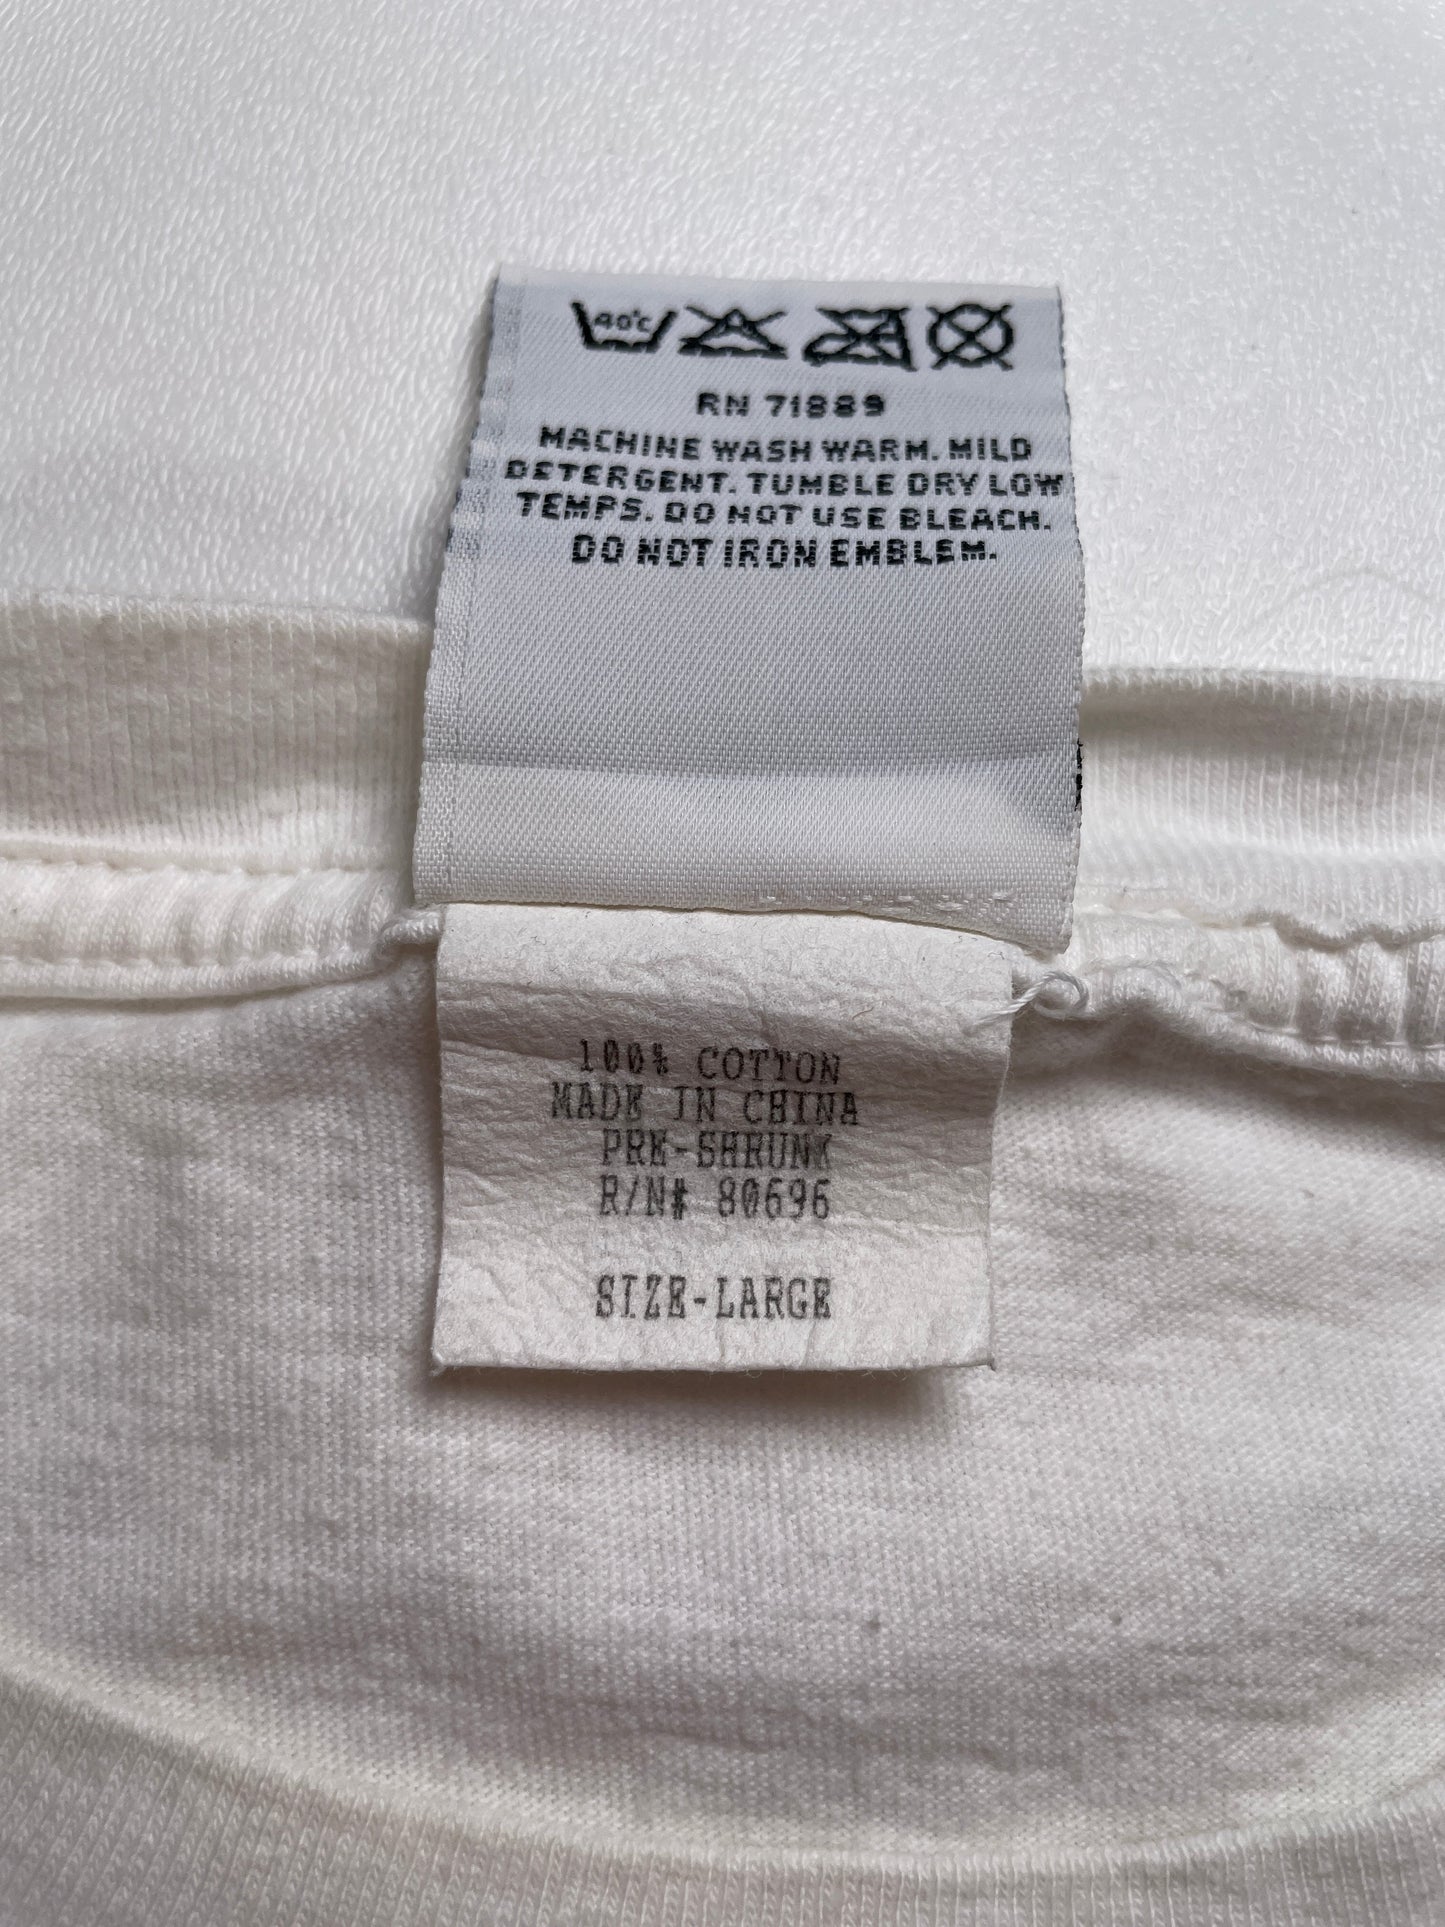 40°C
RN 71889
MACHINE WASH WARM. MILD
DETERGENT. TUMBLE DRY LOW
TEMPS. DO NOT USE BLEACH.
DO NOT IRON EMBLEM.
100% COTTON
MADE IN CHINA
PRE-SHRUNK
R/N# 80696
SIZE-LARGE